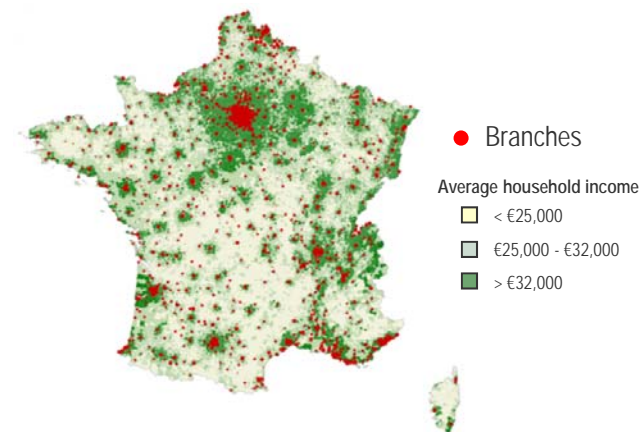 Branches
Average household income
< €25,000
€25,000 - €32,000
> €32,000